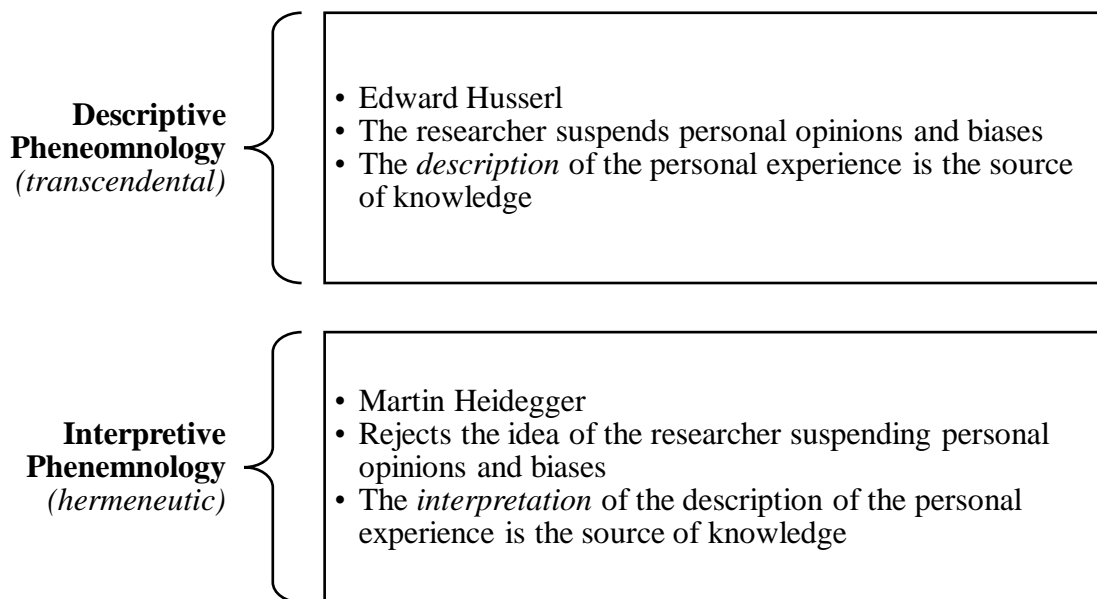 Descriptive
Pheneomnology
(transcendental)
• Edward Husserl
• The researcher suspends personal opinions and biases
• The description of the personal experience is the source
of knowledge
Interpretive
Phenemnology
(hermeneutic)
• Martin Heidegger
• Rejects the idea of the researcher suspending personal
opinions and biases
• The interpretation of the description of the personal
experience is the source of knowledge